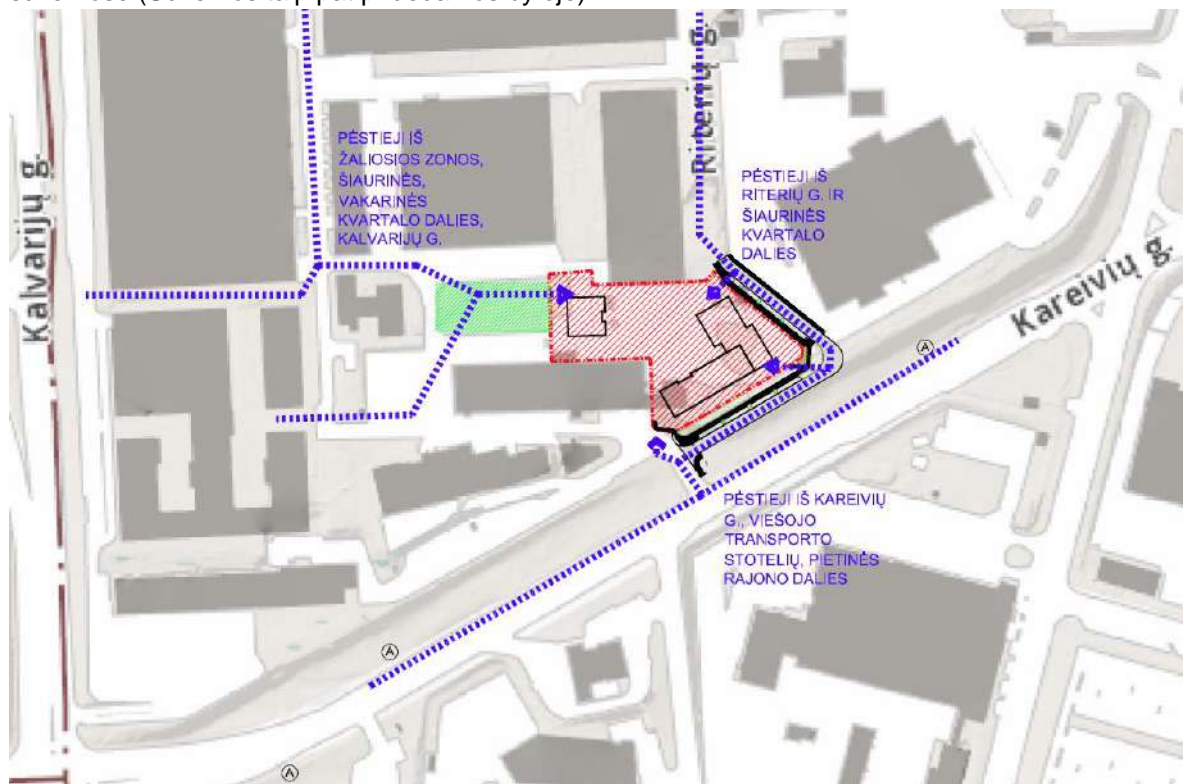 Riterių g.
PĖSTIEJI IŠ
ŽALIOSIOS ZONOS,
ŠIAURINĖS,
VAKARINĖS
KVARTALO DALIES,
KALVARIJŲ G.
PĖSTIEJI IŠ
RITERIŲ G. IR
ŠIAURINĖS
KVARTALO
DALIES
Kalvarijų g.
Kareivių g.
A
PĖSTIEJI IŠ KAREIVIŲ
G., VIEŠOJO
TRANSPORTO
STOTELIŲ, PIETINĖS
RAJONO DALIES
A
A